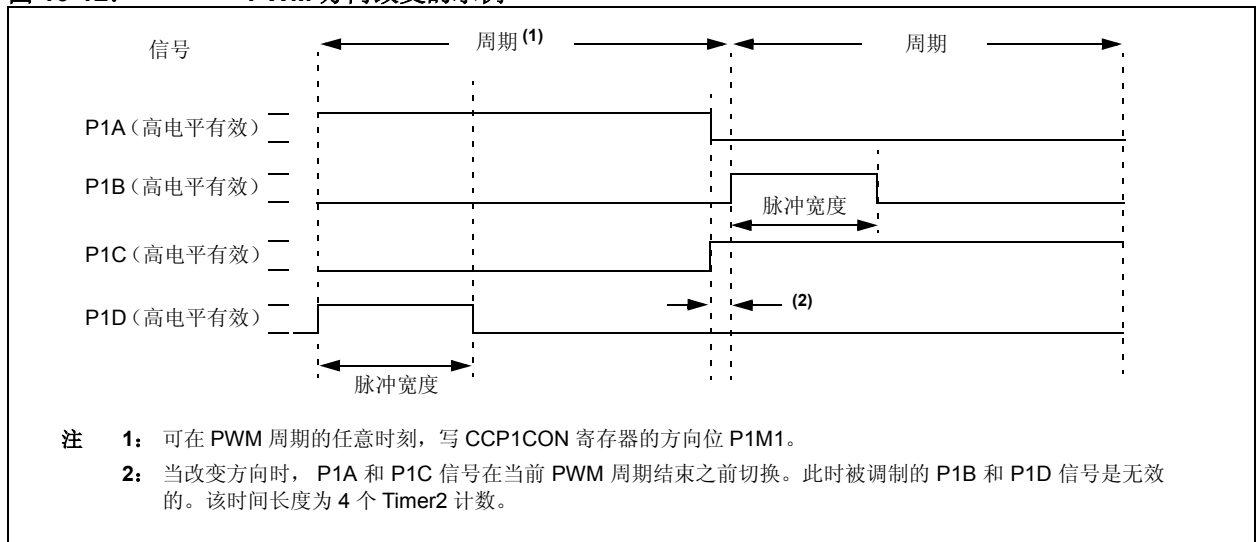 信号
周期(1)
周期
P1A(高电平有效)
P1B(高电平有效)
脉冲宽度
P1C(高电平有效)
(2)
P1D(高电平有效)
脉冲宽度
注 1: 可在 PWM 周期的任意时刻，写 CCP1CON 寄存器的方向位 P1M1。
2: 当改变方向时， P1A 和 P1C 信号在当前 PWM 周期结束之前切换。此时被调制的 P1B 和 P1D 信号是无效
的。该时间长度为 4 个 Timer2 计数。